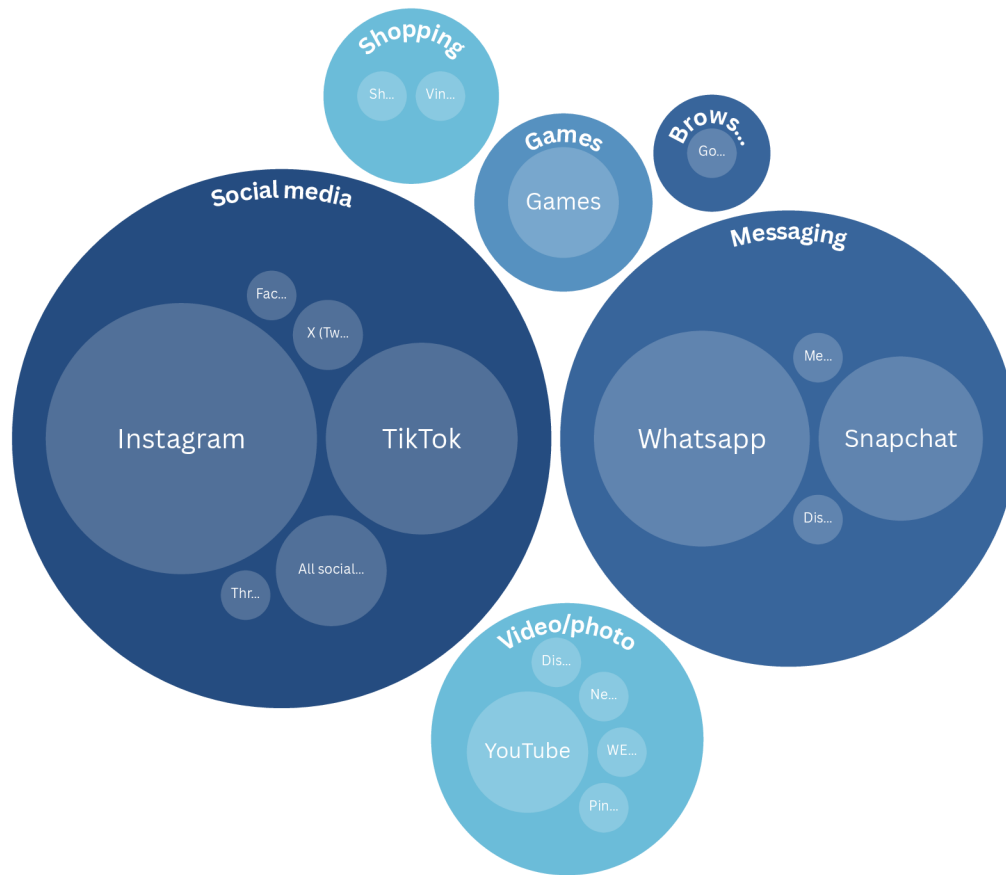 Shopping
Sh...
Vin...
Games
Games
Brows...
Go...
Social media
Fac...
X (Tw...
Instagram
TikTok
All social...
Thr...
Messaging
Me...
Whatsapp
Snapchat
Dis...
Video/photo
Dis...
Ne...
YouTube
WE...
Pin...